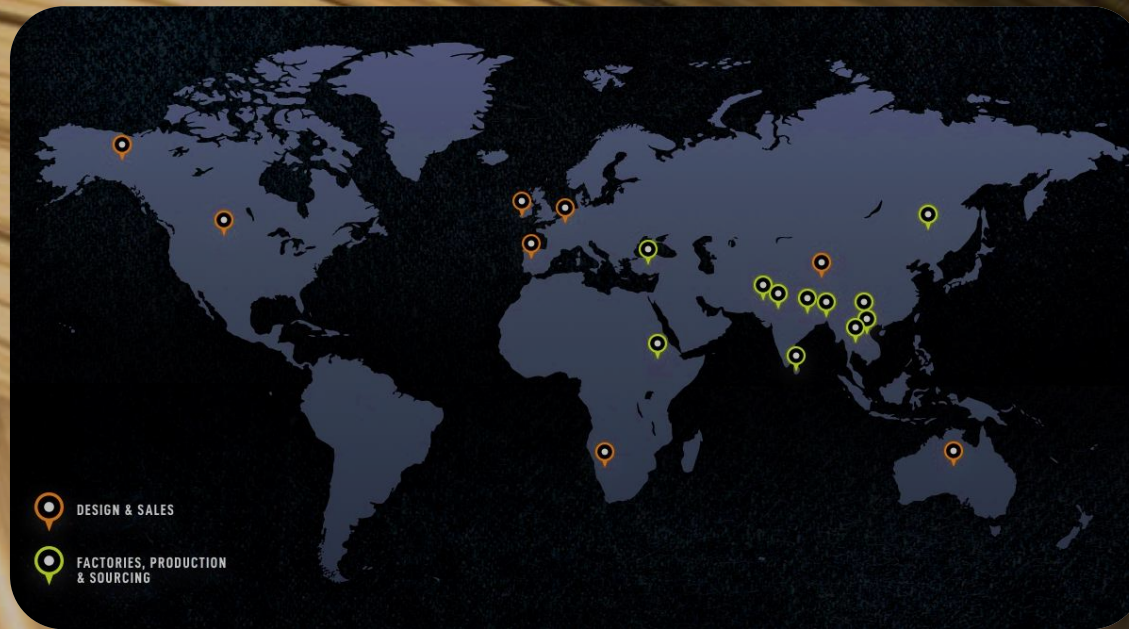 DESIGN & SALES
FACTORIES, PRODUCTION
& SOURCING